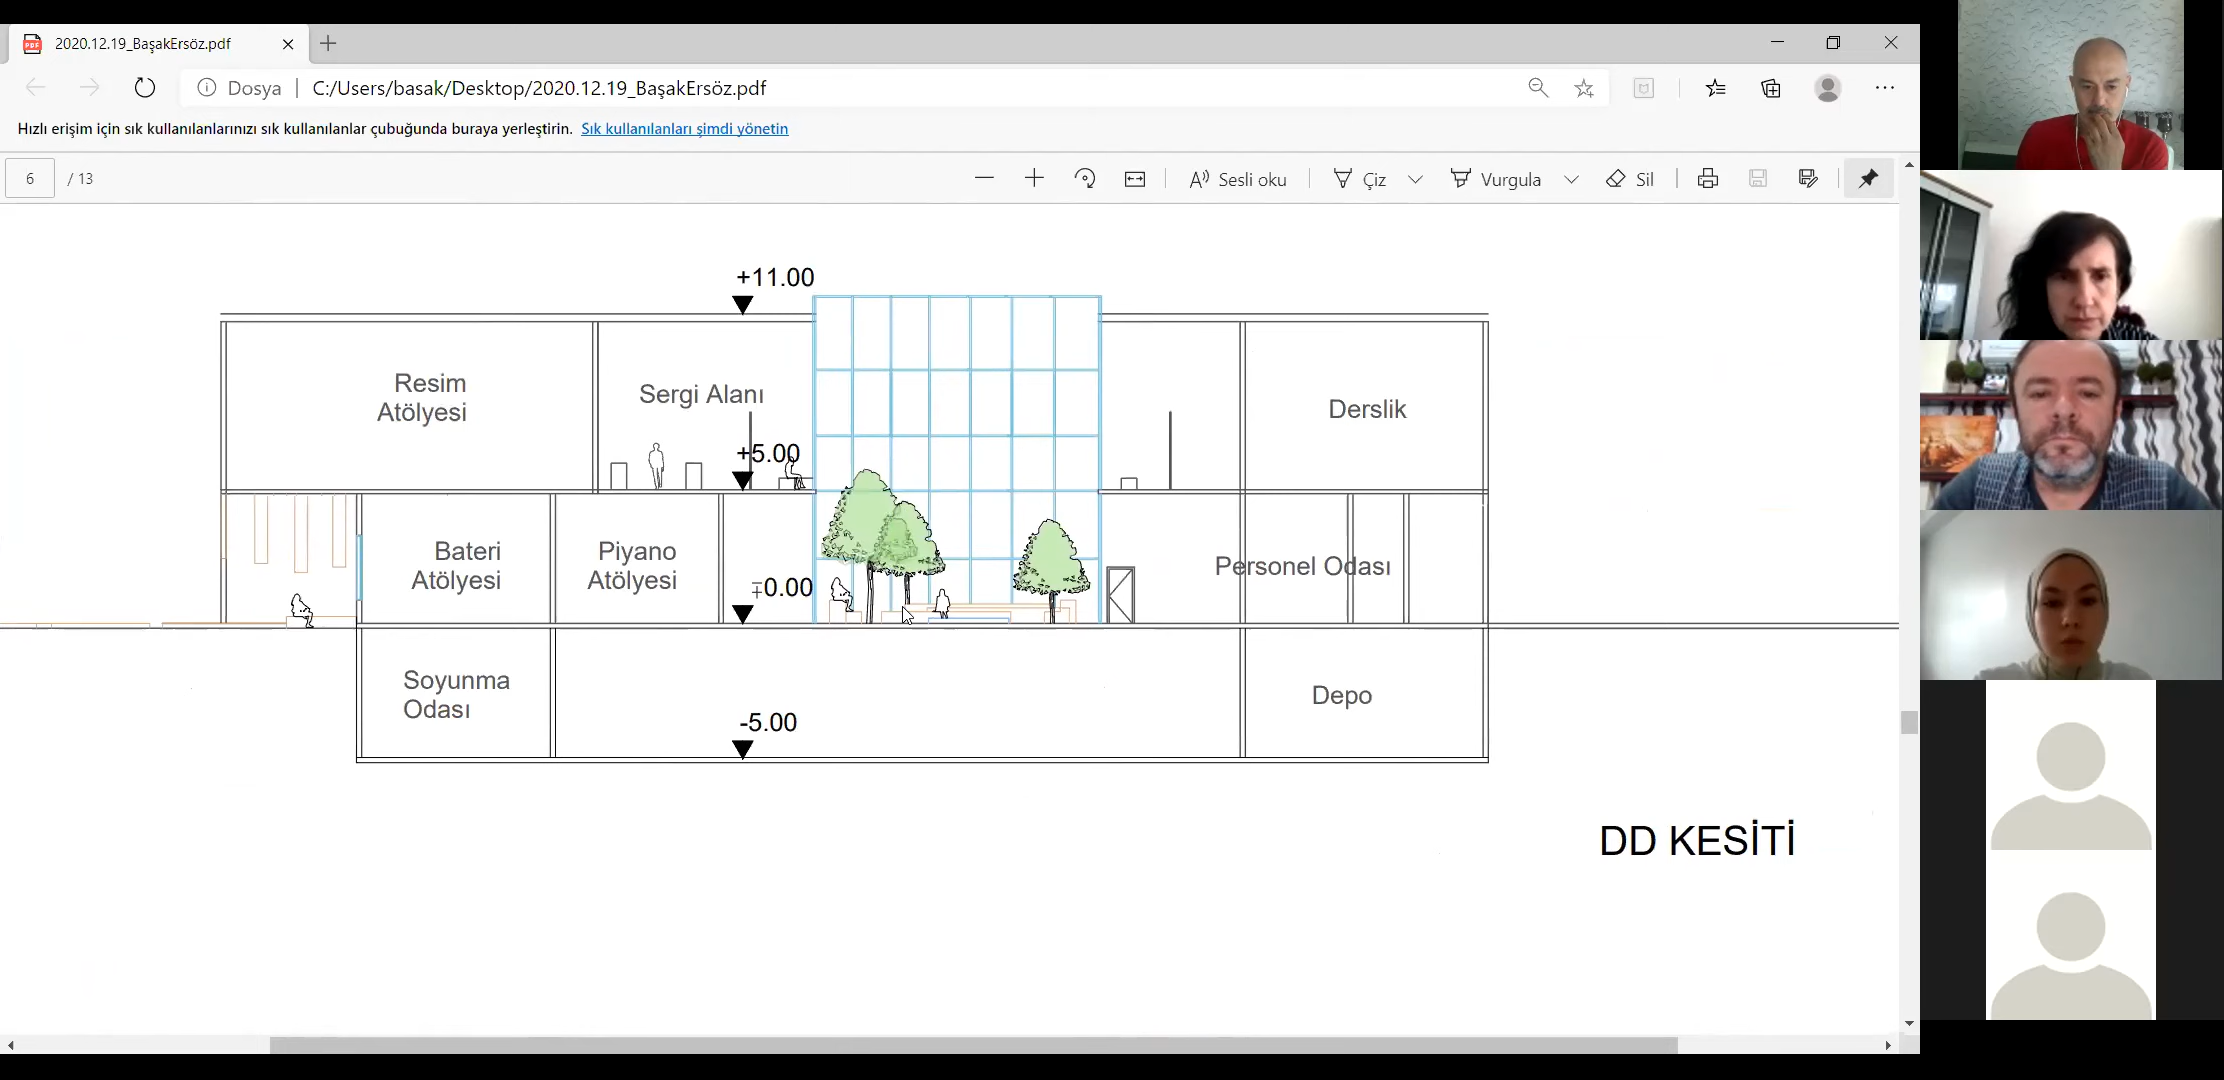 2020.12.19_BaşakErsöz.pdf
Dosya | C:/Users/basak/Desktop/2020.12.19_BaşakErsöz.pdf
Hızlı erişim için sık kullanılanlarınızı sık kullanılanlar çubuğunda buraya yerleştirin. Sık kullanılanları şimdi yönetin
6 / 13
Sesli oku
Çiz
Vurgula
Sil
+11.00
Resim
Atölyesi
Sergi Alanı
Derslik
+5.00
Bateri
Atölyesi
Piyano
Atölyesi
∓0.00
Personel Odası
Soyunma
Odası
-5.00
Depo
DD KESİTİ